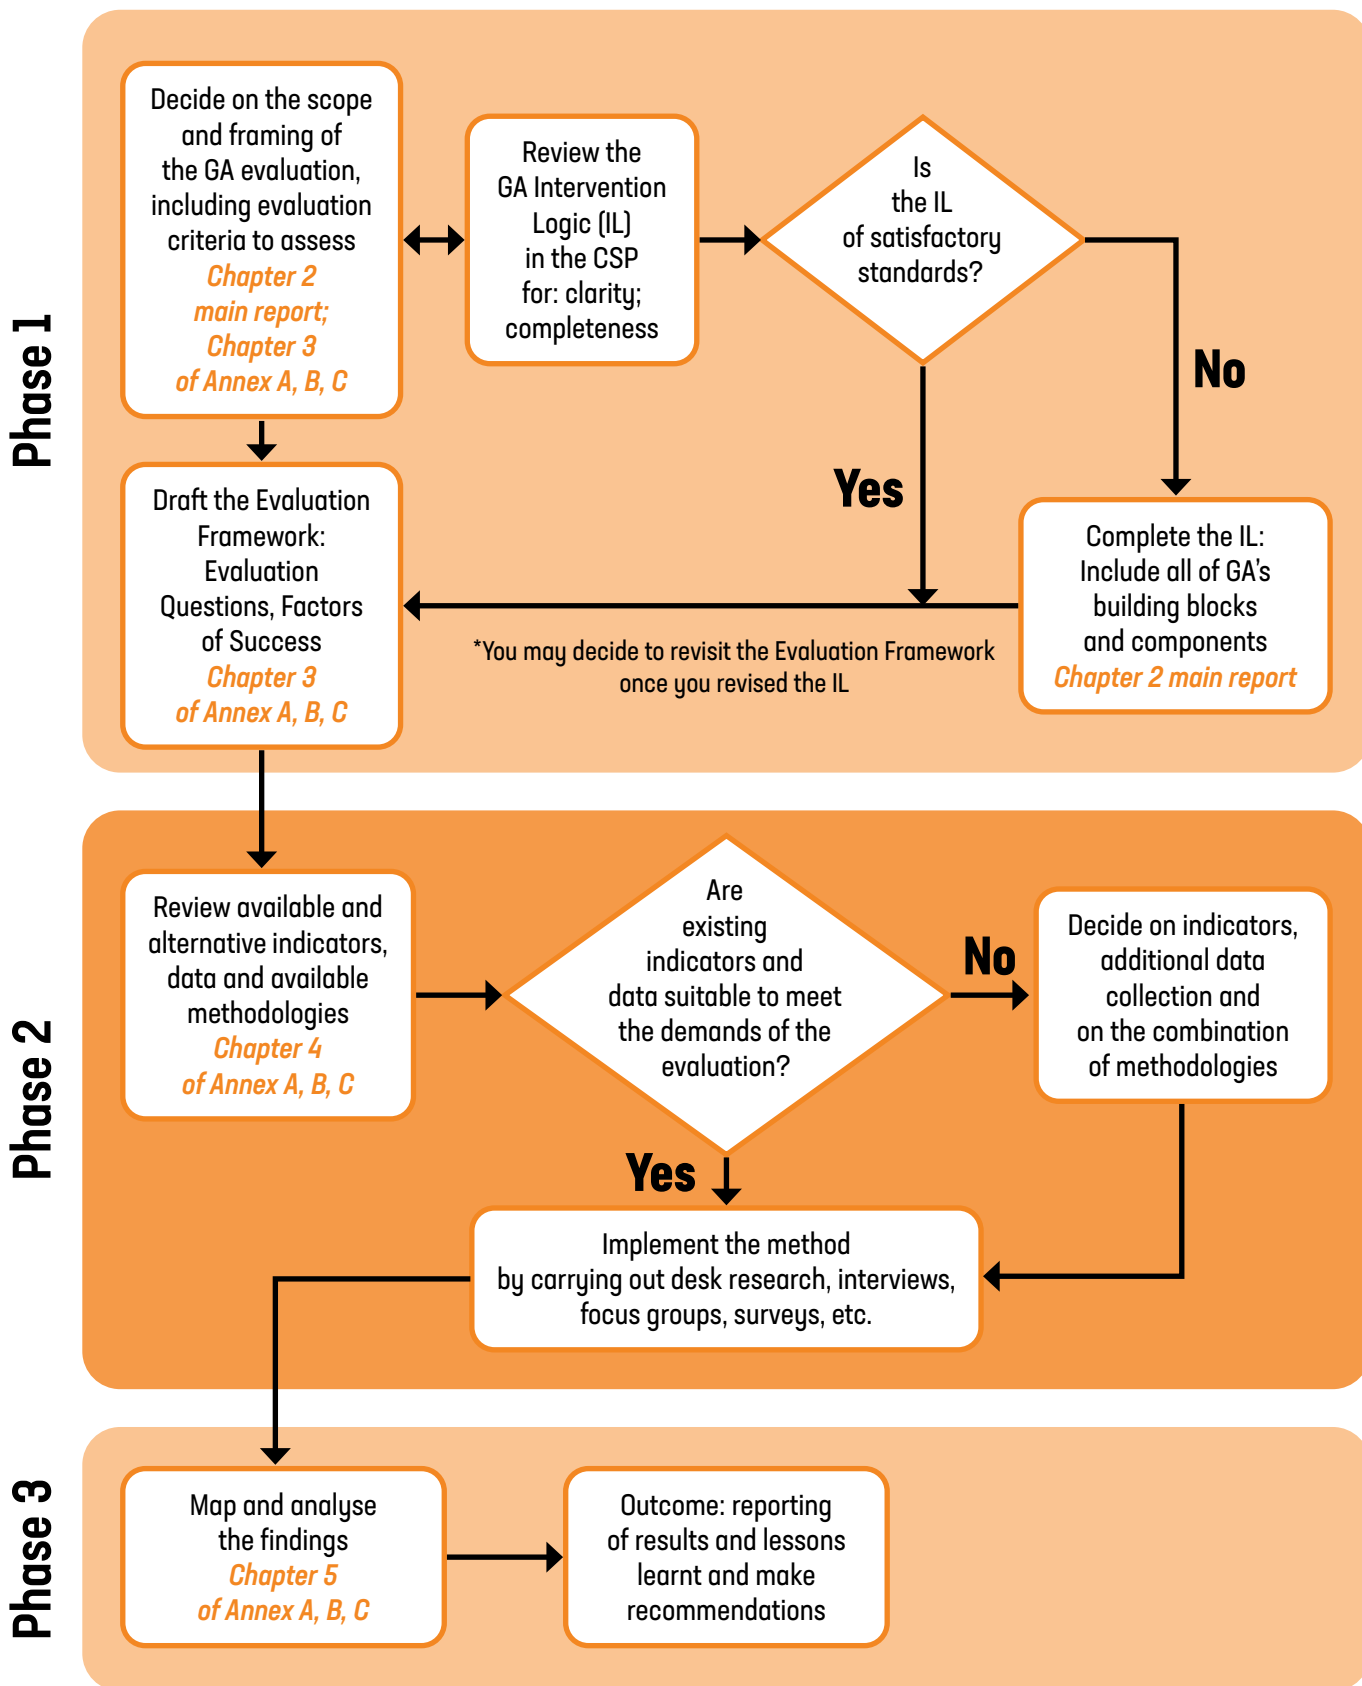 Phase 1
Decide on the scope
and framing of
the GA evaluation,
including evaluation
criteria to assess
Chapter 2
main report;
Chapter 3
of Annex A, B, C
Review the
GA Intervention
Logic (IL)
in the CSP
for: clarity;
completeness
Is
the IL
of satisfactory
standards?
No
Yes
Complete the IL:
Include all of GA’s
building blocks
and components
Chapter 2 main report
Draft the Evaluation
Framework:
Evaluation
Questions, Factors
of Success
Chapter 3
of Annex A, B, C
*You may decide to revisit the Evaluation Framework
once you revised the IL
Phase 2
Review available and
alternative indicators,
data and available
methodologies
Chapter 4
of Annex A, B, C
Are
existing
indicators and
data suitable to meet
the demands of the
evaluation?
No
Decide on indicators,
additional data
collection and
on the combination
of methodologies
Yes
Implement the method
by carrying out desk research, interviews,
focus groups, surveys, etc.
Phase 3
Map and analyse
the findings
Chapter 5
of Annex A, B, C
Outcome: reporting
of results and lessons
learnt and make
recommendations